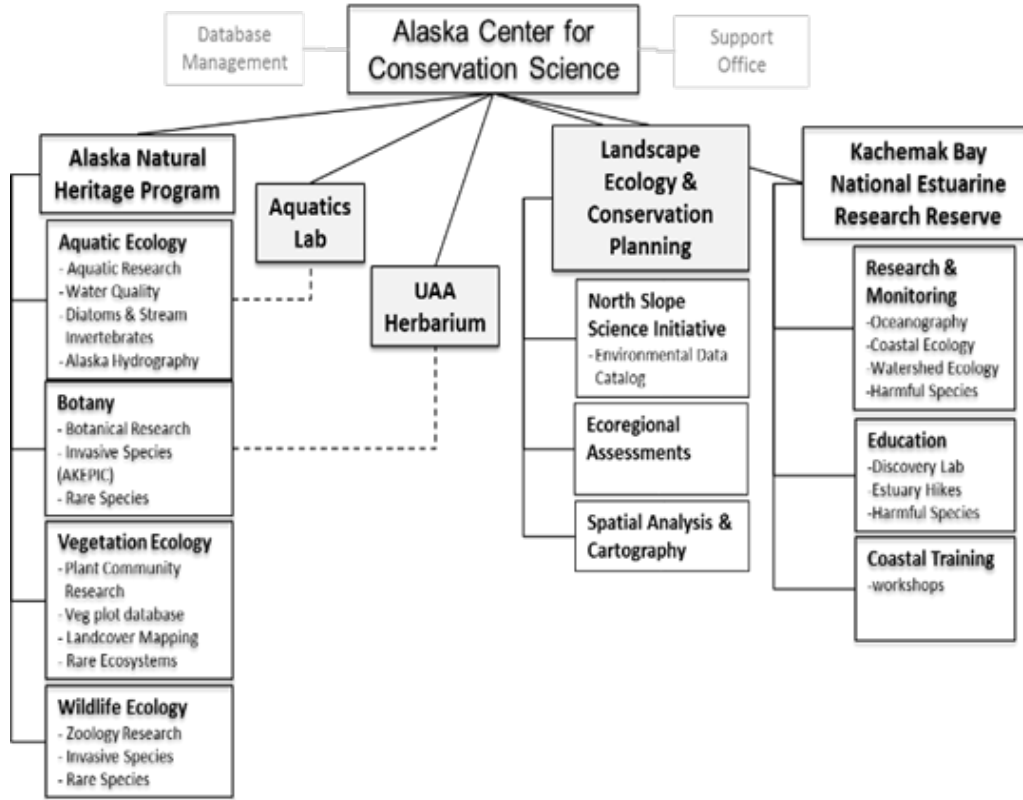 Database
Management
Alaska Center for
Conservation Science
Support
Office
Alaska Natural
Heritage Program
Aquatic Ecology
- Aquatic Research
- Water Quality
- Diatoms & Stream
Invertebrates
- Alaska Hydrography
Botany
- Botanical Research
- Invasive Species
(AKEPIC)
- Rare Species
Vegetation Ecology
- Plant Community
Research
- Veg plot database
- Landcover Mapping
- Rare Ecosystems
Wildlife Ecology
- Zoology Research
- Invasive Species
- Rare Species
Aquatics
Lab
UAA
Herbarium
Landscape
Ecology &
Conservation
Planning
North Slope
Science Initiative
- Environmental Data
Catalog
Ecoregional
Assessments
Spatial Analysis &
Cartography
Kachemak Bay
National Estuarine
Research Reserve
Research &
Monitoring
-Oceanography
-Coastal Ecology
-Watershed Ecology
-Harmful Species
Education
-Discovery Lab
-Estuary Hikes
-Harmful Species
Coastal Training
-workshops